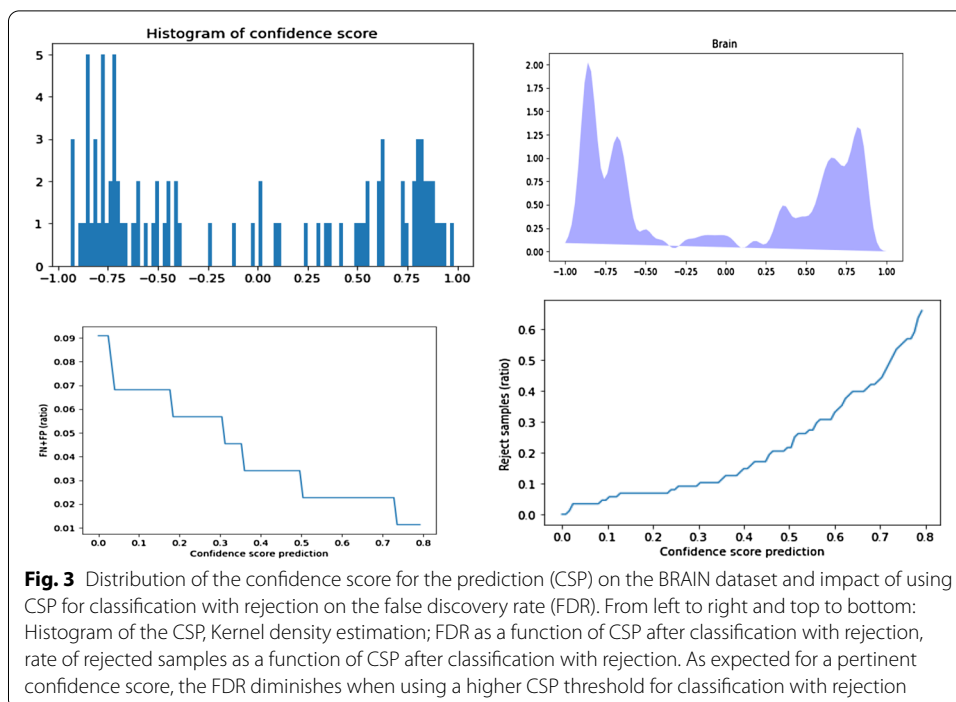 Histogram of confidence score
5
4
3
2
1
0
−1.00 −0.75 −0.50 −0.25 0.00 0.25 0.50 0.75 1.00
Brain
2.00
1.75
1.50
1.25
1.00
0.75
0.50
0.25
0.00
-1.00 -0.75 -0.50 -0.25 0.00 0.25 0.50 0.75 1.00
FN+FP (ratio)
0.09
0.08
0.07
0.06
0.05
0.04
0.03
0.02
0.01
0.0 0.1 0.2 0.3 0.4 0.5 0.6 0.7 0.8
Confidence score prediction
Reject samples (ratio)
0.6
0.5
0.4
0.3
0.2
0.1
0.0
0.0 0.1 0.2 0.3 0.4 0.5 0.6 0.7 0.8
Confidence score prediction
Fig. 3 Distribution of the confidence score for the prediction (CSP) on the BRAIN dataset and impact of using
CSP for classification with rejection on the false discovery rate (FDR). From left to right and top to bottom:
Histogram of the CSP, Kernel density estimation; FDR as a function of CSP after classification with rejection,
rate of rejected samples as a function of CSP after classification with rejection. As expected for a pertinent
confidence score, the FDR diminishes when using a higher CSP threshold for classification with rejection